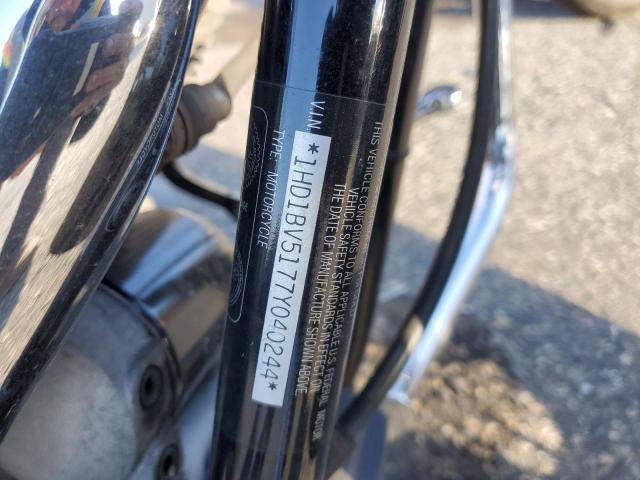 THIS VEHICLE CONFORMS TO ALL APPLICABLE U.S. FEDERAL MOTOR
VEHICLE SAFETY STANDARDS IN EFFECT ON
THE DATE OF MANUFACTURE SHOWN ABOVE.
V.I.N. *1HD1BV5177Y040244*
TYPE: MOTORCYCLE